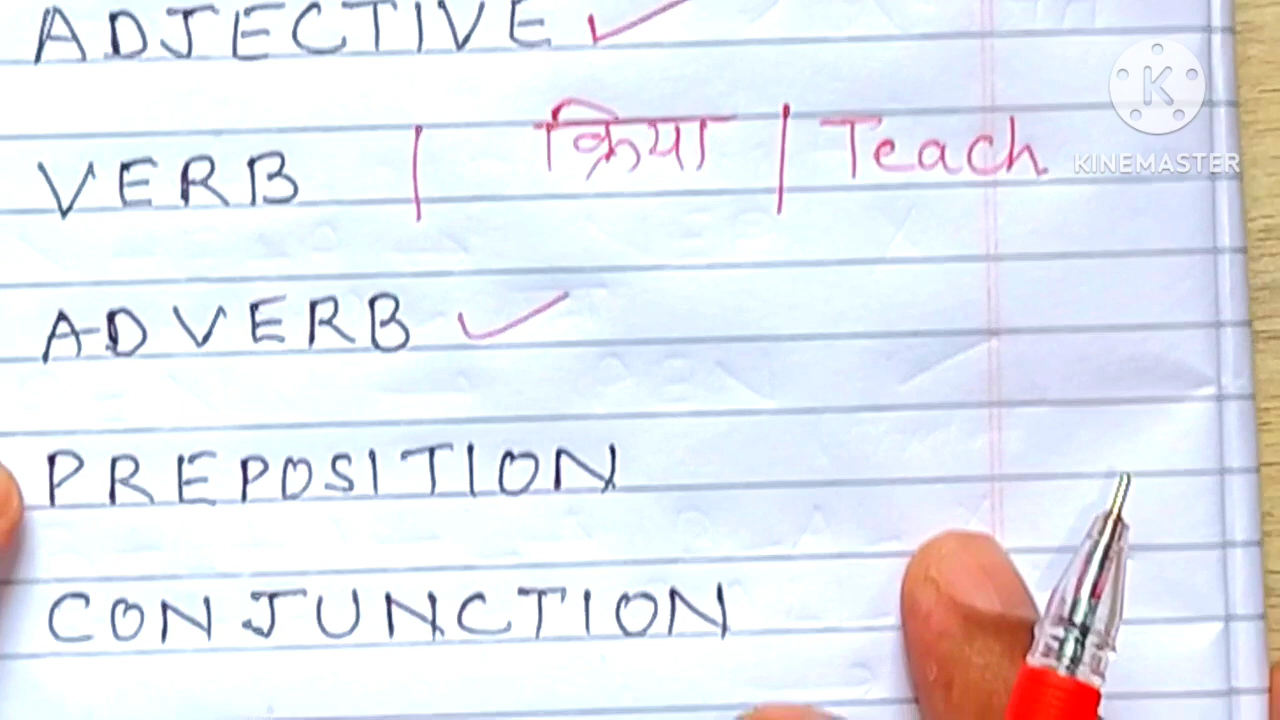 ADJECTIVE ✓
VERB | क्रिया | Teach
K
KINEMASTER
ADVERB ✓
PREPOSITION
CONJUNCTION